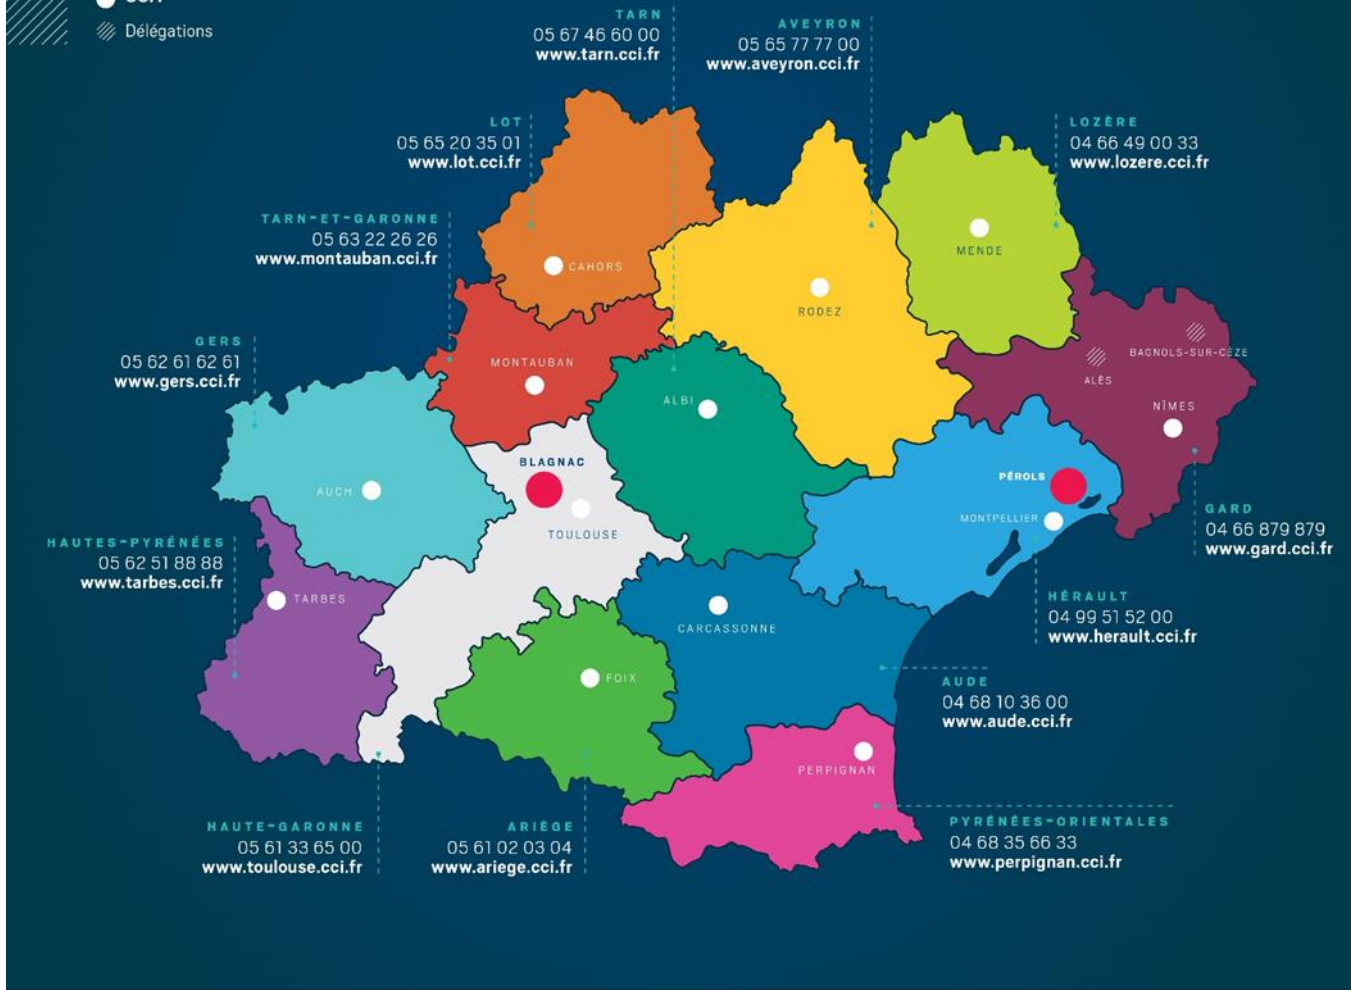 Délégations
TARN
05 67 46 60 00
www.tarn.cci.fr
AVEYRON
05 65 77 77 00
www.aveyron.cci.fr
LOT
05 65 20 35 01
www.lot.cci.fr
LOZÈRE
04 66 49 00 33
www.lozere.cci.fr
TARN-ET-GARONNE
05 63 22 26 26
www.montauban.cci.fr
MENDE
CAHORS
RODEZ
GERS
05 62 61 62 61
www.gers.cci.fr
MONTAUBAN
BAGNOLS-SUR-CÈZE
ALÈS
ALBI
NÎMES
BLAGNAC
PÉROLS
AUCH
TOULOUSE
MONTPELLIER
GARD
04 66 879 879
www.gard.cci.fr
HAUTES-PYRÉNÉES
05 62 51 88 88
www.tarbes.cci.fr
TARBES
CARCASSONNE
HÉRAULT
04 99 51 52 00
www.herault.cci.fr
FOIX
AUDE
04 68 10 36 00
www.aude.cci.fr
PERPIGNAN
HAUTE-GARONNE
05 61 33 65 00
www.toulouse.cci.fr
ARIÈGE
05 61 02 03 04
www.ariege.cci.fr
PYRÉNÉES-ORIENTALES
04 68 35 66 33
www.perpignan.cci.fr